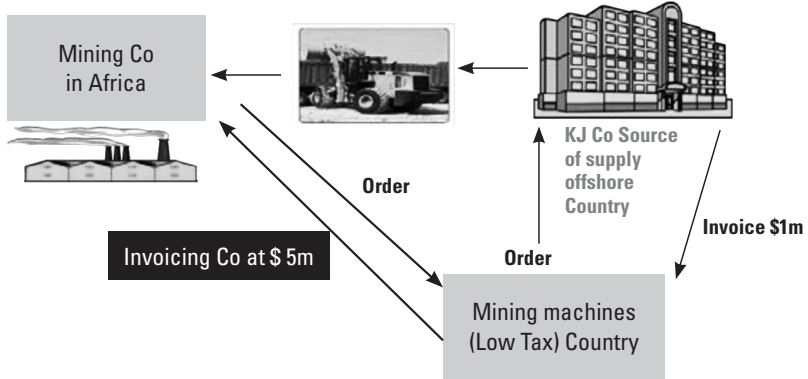 Mining Co
in Africa
KJ Co Source
of supply
offshore
Country
Order
Invoice $1m
Invoicing Co at $ 5m
Order
Mining machines
(Low Tax) Country